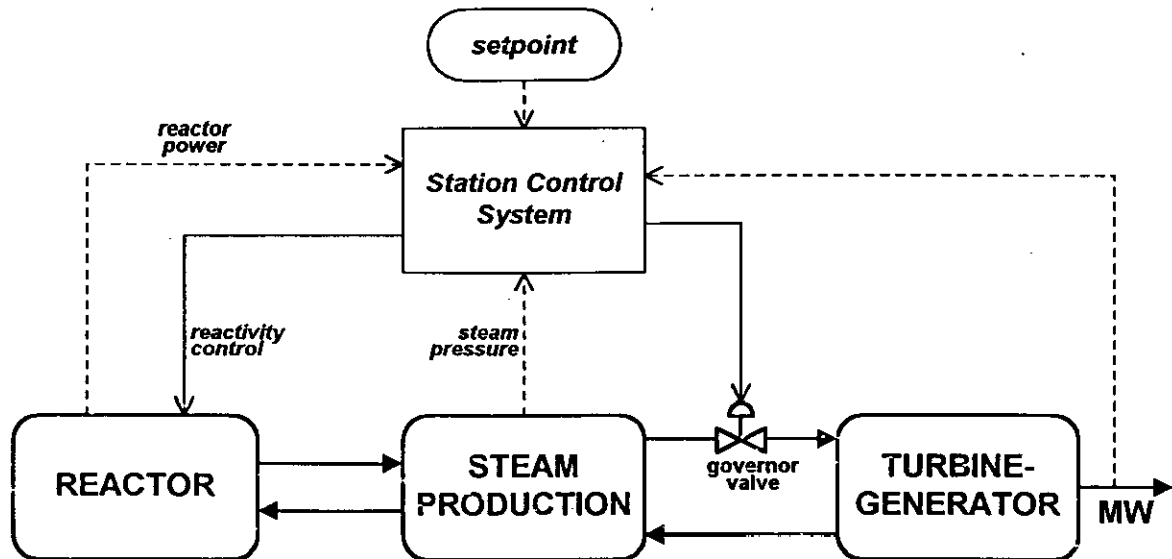 setpoint
reactor
power
Station Control
System
reactivity
control
steam
pressure
REACTOR
STEAM
PRODUCTION
governor
valve
TURBINE-
GENERATOR
MW